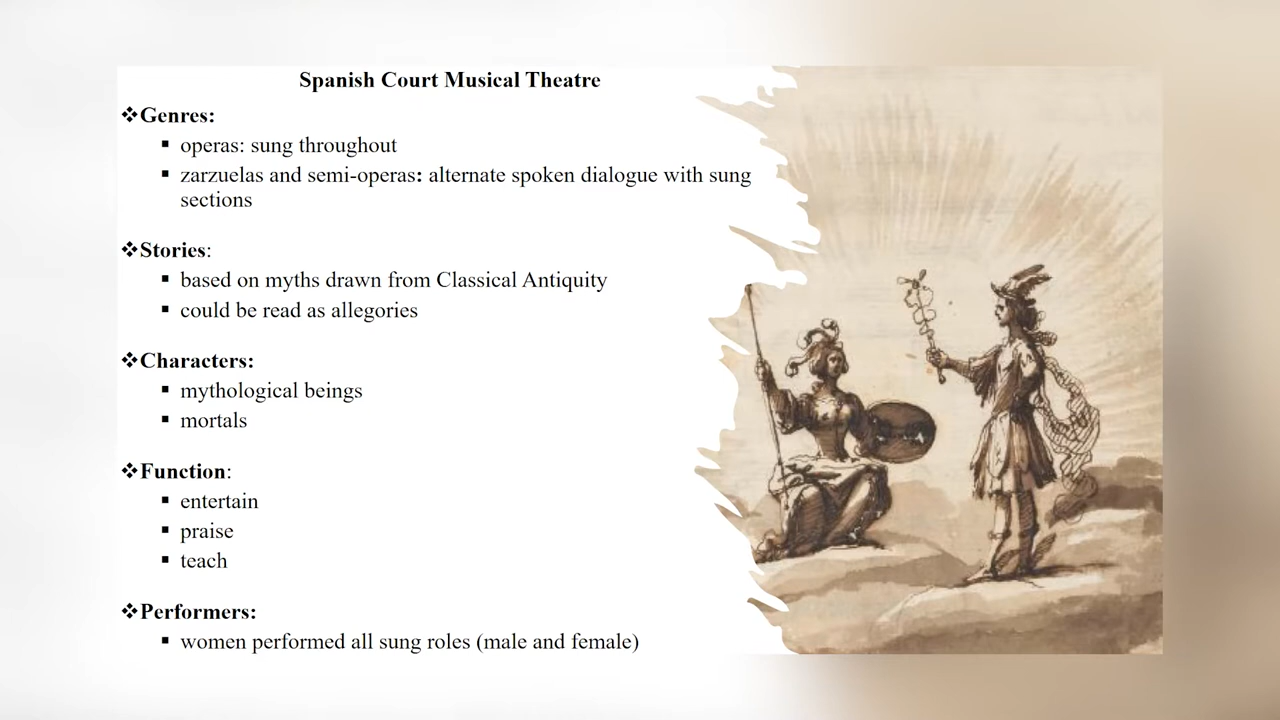 Spanish Court Musical Theatre
❖Genres:
▪ operas: sung throughout
▪ zarzuelas and semi-operas: alternate spoken dialogue with sung
sections
❖Stories:
▪ based on myths drawn from Classical Antiquity
▪ could be read as allegories
❖Characters:
▪ mythological beings
▪ mortals
❖Function:
▪ entertain
▪ praise
▪ teach
❖Performers:
▪ women performed all sung roles (male and female)